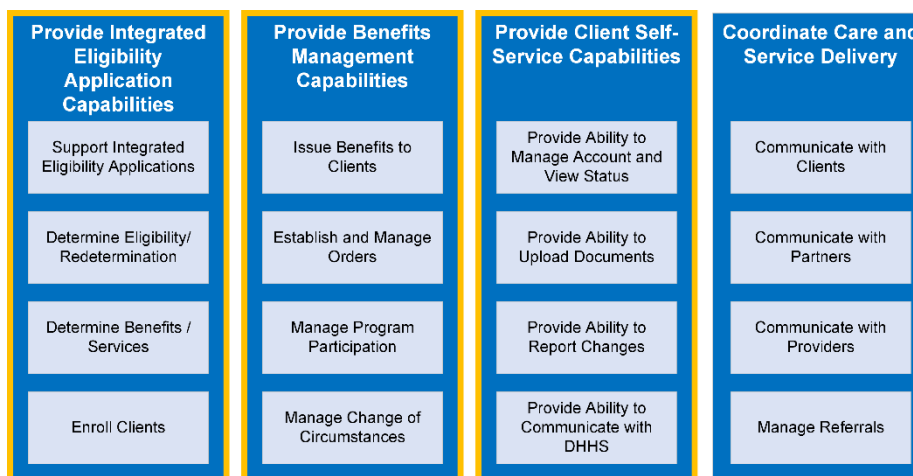 Provide Integrated
Eligibility
Application
Capabilities
Support Integrated
Eligibility Applications
Determine Eligibility/
Redetermination
Determine Benefits /
Services
Enroll Clients
Provide Benefits
Management
Capabilities
Issue Benefits to
Clients
Establish and Manage
Orders
Manage Program
Participation
Manage Change of
Circumstances
Provide Client Self-
Service Capabilities
Provide Ability to
Manage Account and
View Status
Provide Ability to
Upload Documents
Provide Ability to
Report Changes
Provide Ability to
Communicate with
DHHS
Coordinate Care and
Service Delivery
Communicate with
Clients
Communicate with
Partners
Communicate with
Providers
Manage Referrals